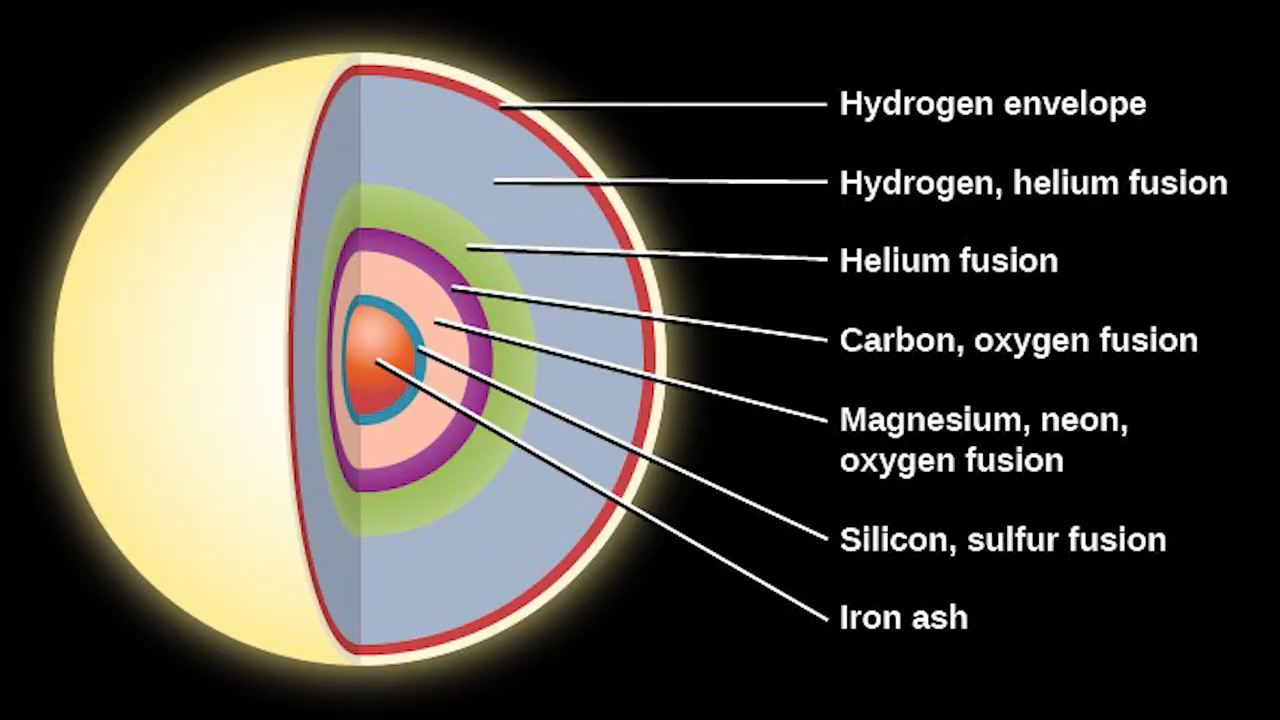 Hydrogen envelope
Hydrogen, helium fusion
Helium fusion
Carbon, oxygen fusion
Magnesium, neon,
oxygen fusion
Silicon, sulfur fusion
Iron ash